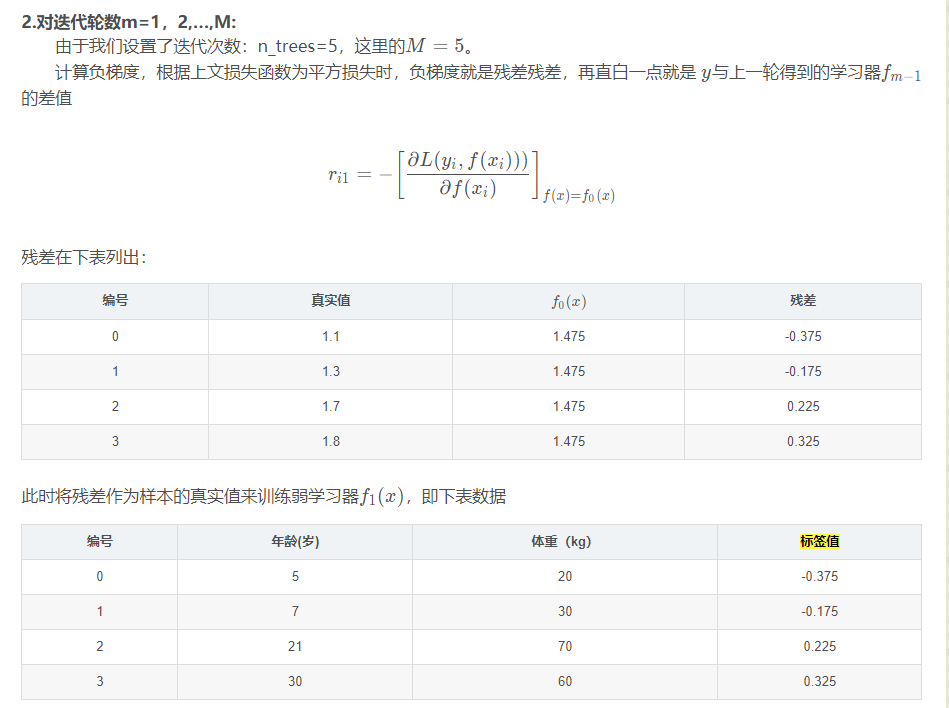 2.对迭代轮数m=1，2,...,M:
由于我们设置了迭代次数：n_trees=5，这里的M = 5。
计算负梯度，根据上文损失函数为平方损失时，负梯度就是残差残差，再直白一点就是 y与上一轮得到的学习器f_{m-1}
的差值
r_{i1} = -[∂L(y_i, f(x_i)))/∂f(x_i)]_{f(x)=f_0(x)}
残差在下表列出：
编号 真实值 f_0(x) 残差
0 1.1 1.475 -0.375
1 1.3 1.475 -0.175
2 1.7 1.475 0.225
3 1.8 1.475 0.325
此时将残差作为样本的真实值来训练弱学习器f_1(x)，即下表数据
编号 年龄(岁) 体重（kg） 标签值
0 5 20 -0.375
1 7 30 -0.175
2 21 70 0.225
3 30 60 0.325